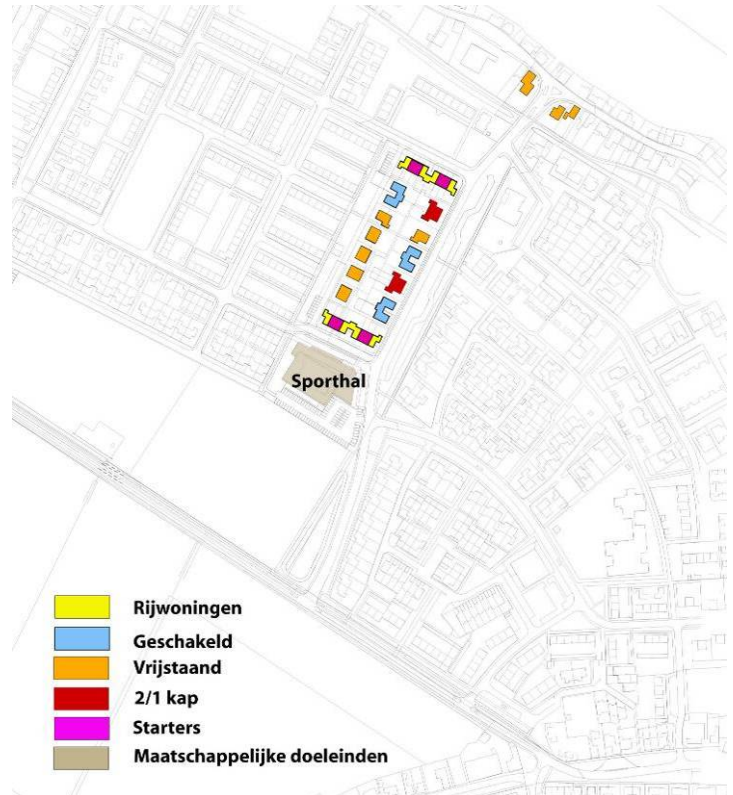 Sporthal
Rijwoningen
Geschakeld
Vrijstaand
2/1 kap
Starters
Maatschappelijke doeleinden